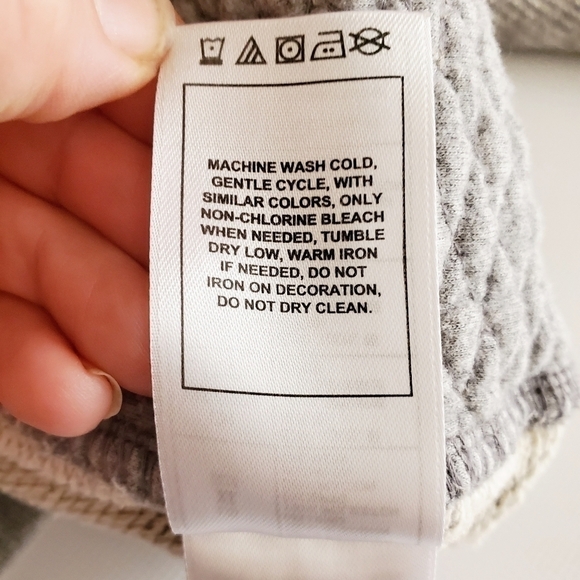 MACHINE WASH COLD,
GENTLE CYCLE, WITH
SIMILAR COLORS, ONLY
NON-CHLORINE BLEACH
WHEN NEEDED, TUMBLE
DRY LOW, WARM IRON
IF NEEDED, DO NOT
IRON ON DECORATION,
DO NOT DRY CLEAN.